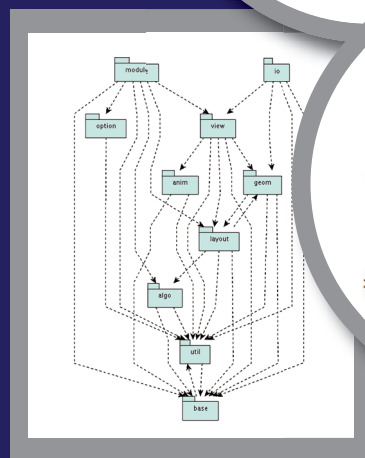 module
io
option
view
anim
geom
layout
algo
util
base